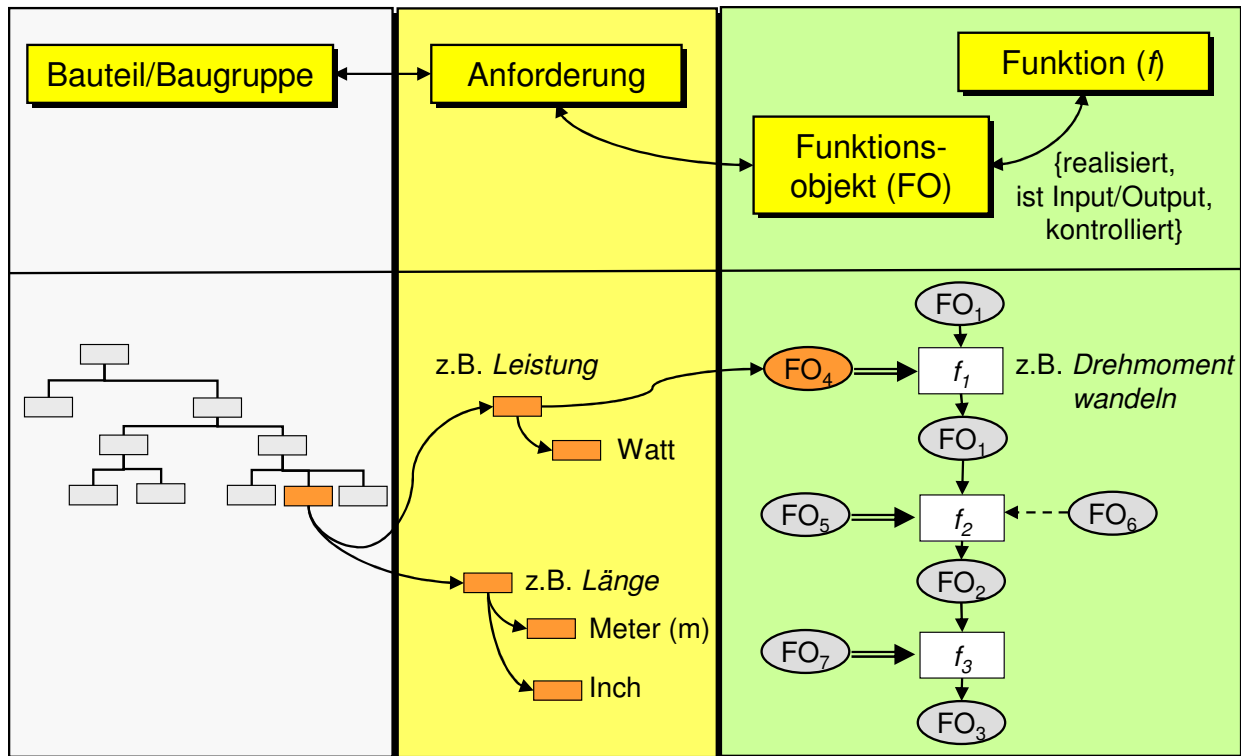 Bauteil/Baugruppe
Anforderung
Funktion (f)
Funktions-
objekt (FO)
{realisiert,
ist Input/Output,
kontrolliert}
z.B. Leistung
Watt
z.B. Länge
Meter (m)
Inch
FO1
FO4
f1
z.B. Drehmoment
wandeln
FO1
FO5
f2
FO6
FO2
FO7
f3
FO3